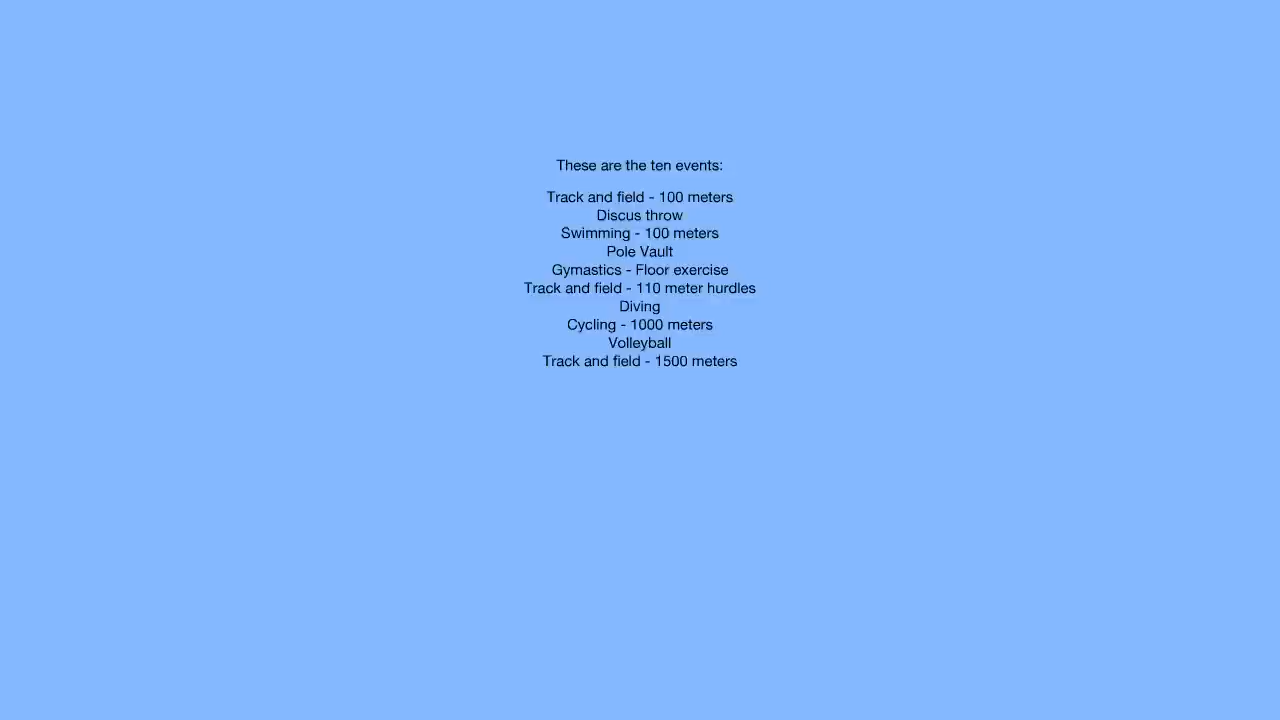 These are the ten events:
Track and field - 100 meters
Discus throw
Swimming - 100 meters
Pole Vault
Gymastics - Floor exercise
Track and field - 110 meter hurdles
Diving
Cycling - 1000 meters
Volleyball
Track and field - 1500 meters